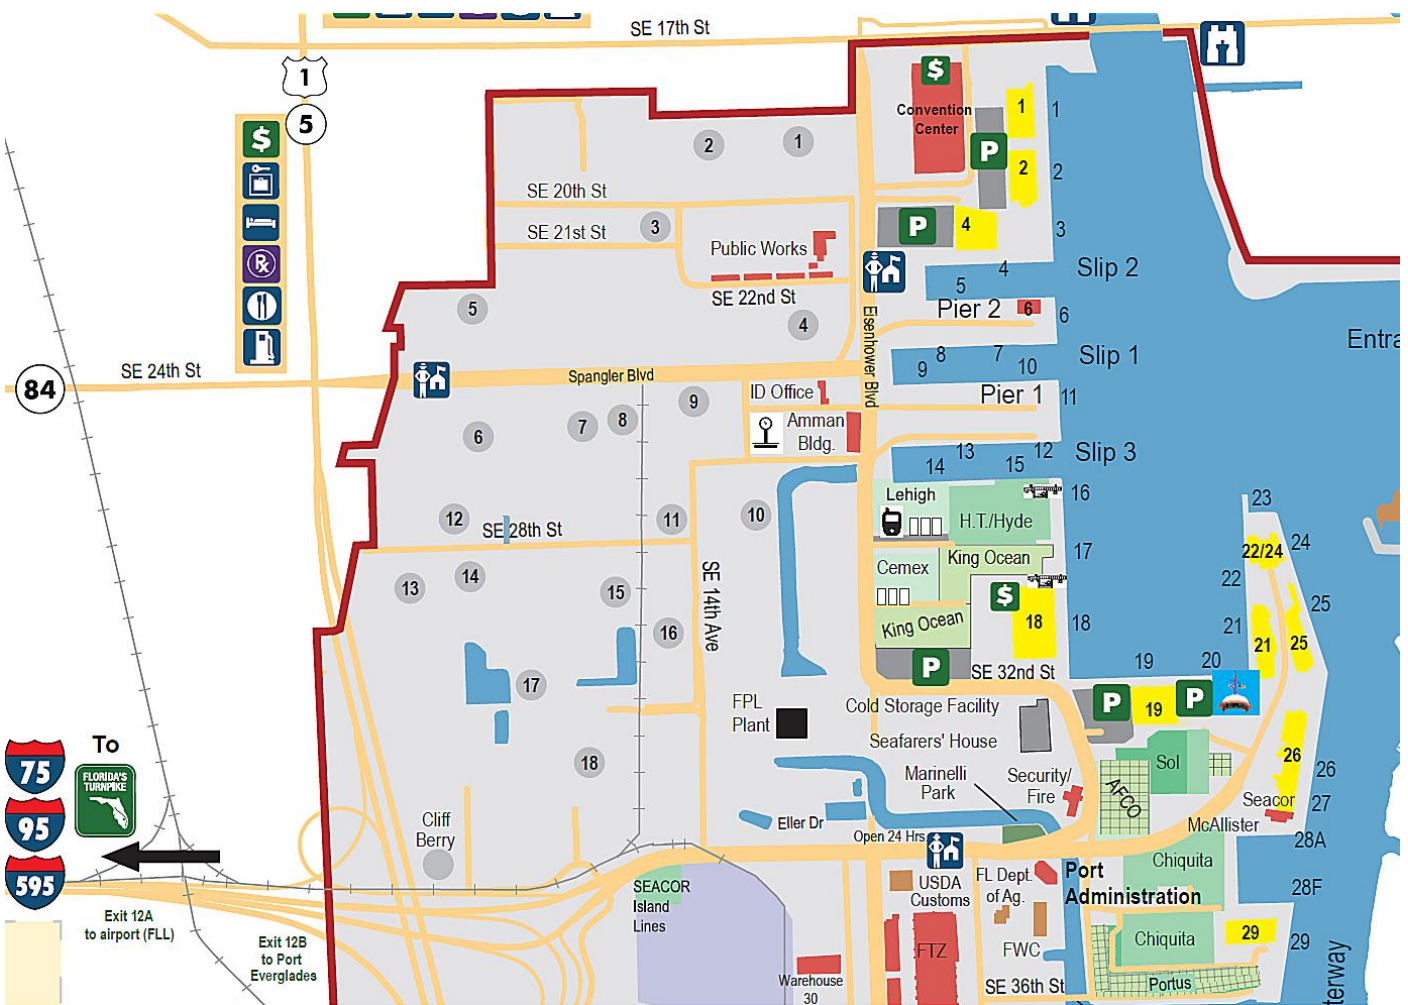 SE 17th St
1
5
$
Convention
Center
1
1
P
2
2
2
1
SE 20th St
3
SE 21st St
Public Works
P
4
3
SE 22nd St
4
Slip 2
5
5
Pier 2
6
6
4
Eisenhower Blvd
8
7
10
9
Slip 1
84
SE 24th St
Spangler Blvd
$
Rx
ID Office
Pier 1
11
9
8
7
6
Amman
Bldg.
13
12
14
15
Slip 3
Lehigh
16
H.T./Hyde
12
SE 28th St
11
10
23
24
22/24
22
King Ocean
17
Cemex
13
14
15
SE 14th Ave
$
18
18
25
25
21
21
16
King Ocean
P
SE 32nd St
19
20
17
FPL
Plant
Cold Storage Facility
P
19
P
Seafarers' House
18
Marinelli
Park
Security/
Fire
AFCO
Sol
26
26
Seacor
27
To
75
FLORIDA'S
TURNPIKE
95
595
Cliff
Berry
Eller Dr
Open 24 Hrs
McAllister
28A
Chiquita
Port
Administration
28F
SEACOR
Island
Lines
USDA
Customs
FL Dept.
of Ag.
Exit 12A
to airport (FLL)
Exit 12B
to Port
Everglades
FTZ
FWC
Chiquita
29
29
Warehouse
30
SE 36th St
Portus
Entra
terway